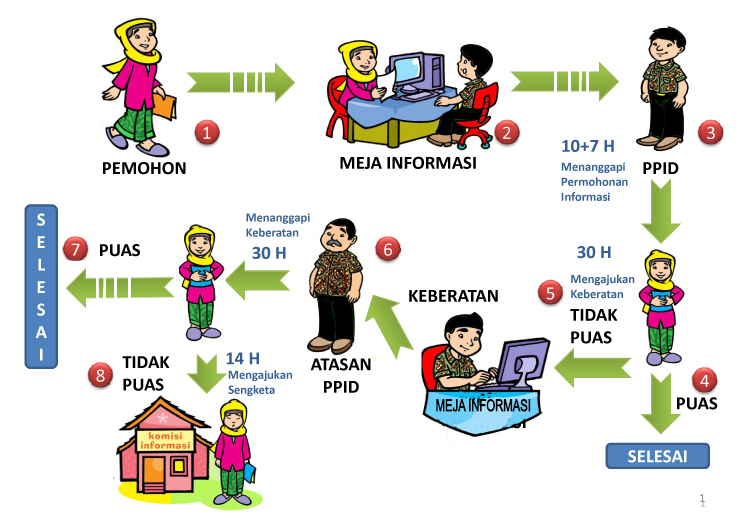 1
PEMOHON
2
MEJA INFORMASI
3
PPID
10+7 H
Menanggapi
Permohonan
Informasi
30 H
Mengajukan
Keberatan
5
TIDAK
PUAS
4
PUAS
SELESAI
KEBERATAN
MEJA INFORMASI
6
ATASAN
PPID
Menanggapi
Keberatan
30 H
7
PUAS
SELESAI
8
TIDAK
PUAS
14 H
Mengajukan
Sengketa
komisi
informasi
1